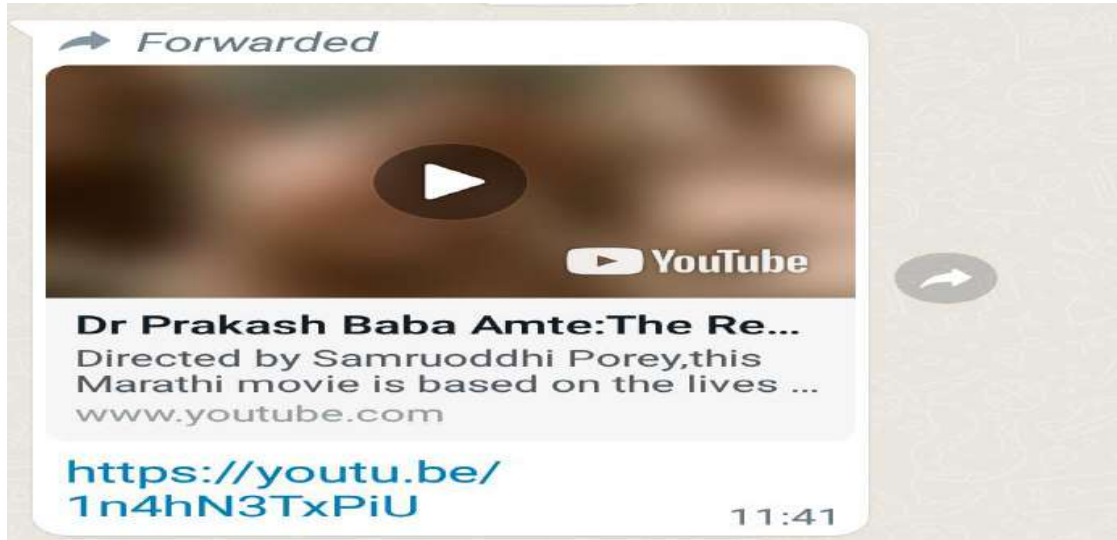 Forwarded
YouTube
Dr Prakash Baba Amte:The Re...
Directed by Samruoddhi Porey,this
Marathi movie is based on the lives ...
www.youtube.com
https://youtu.be/
1n4hN3TxPiU
11:41